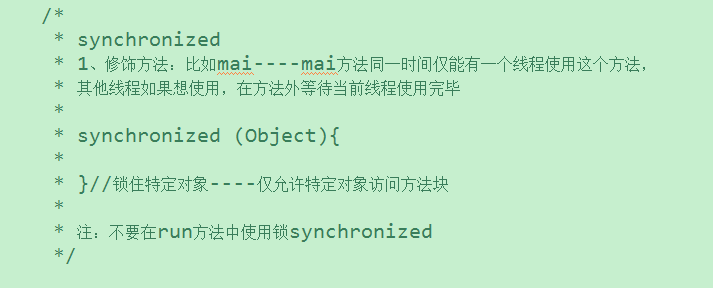 /*
* synchronized
* 1、修饰方法：比如mai----mai方法同一时间仅能有一个线程使用这个方法，
* 其他线程如果想使用，在方法外等待当前线程使用完毕
*
* synchronized (Object){
*
* }//锁住特定对象----仅允许特定对象访问方法块
*
* 注：不要在run方法中使用锁synchronized
*/